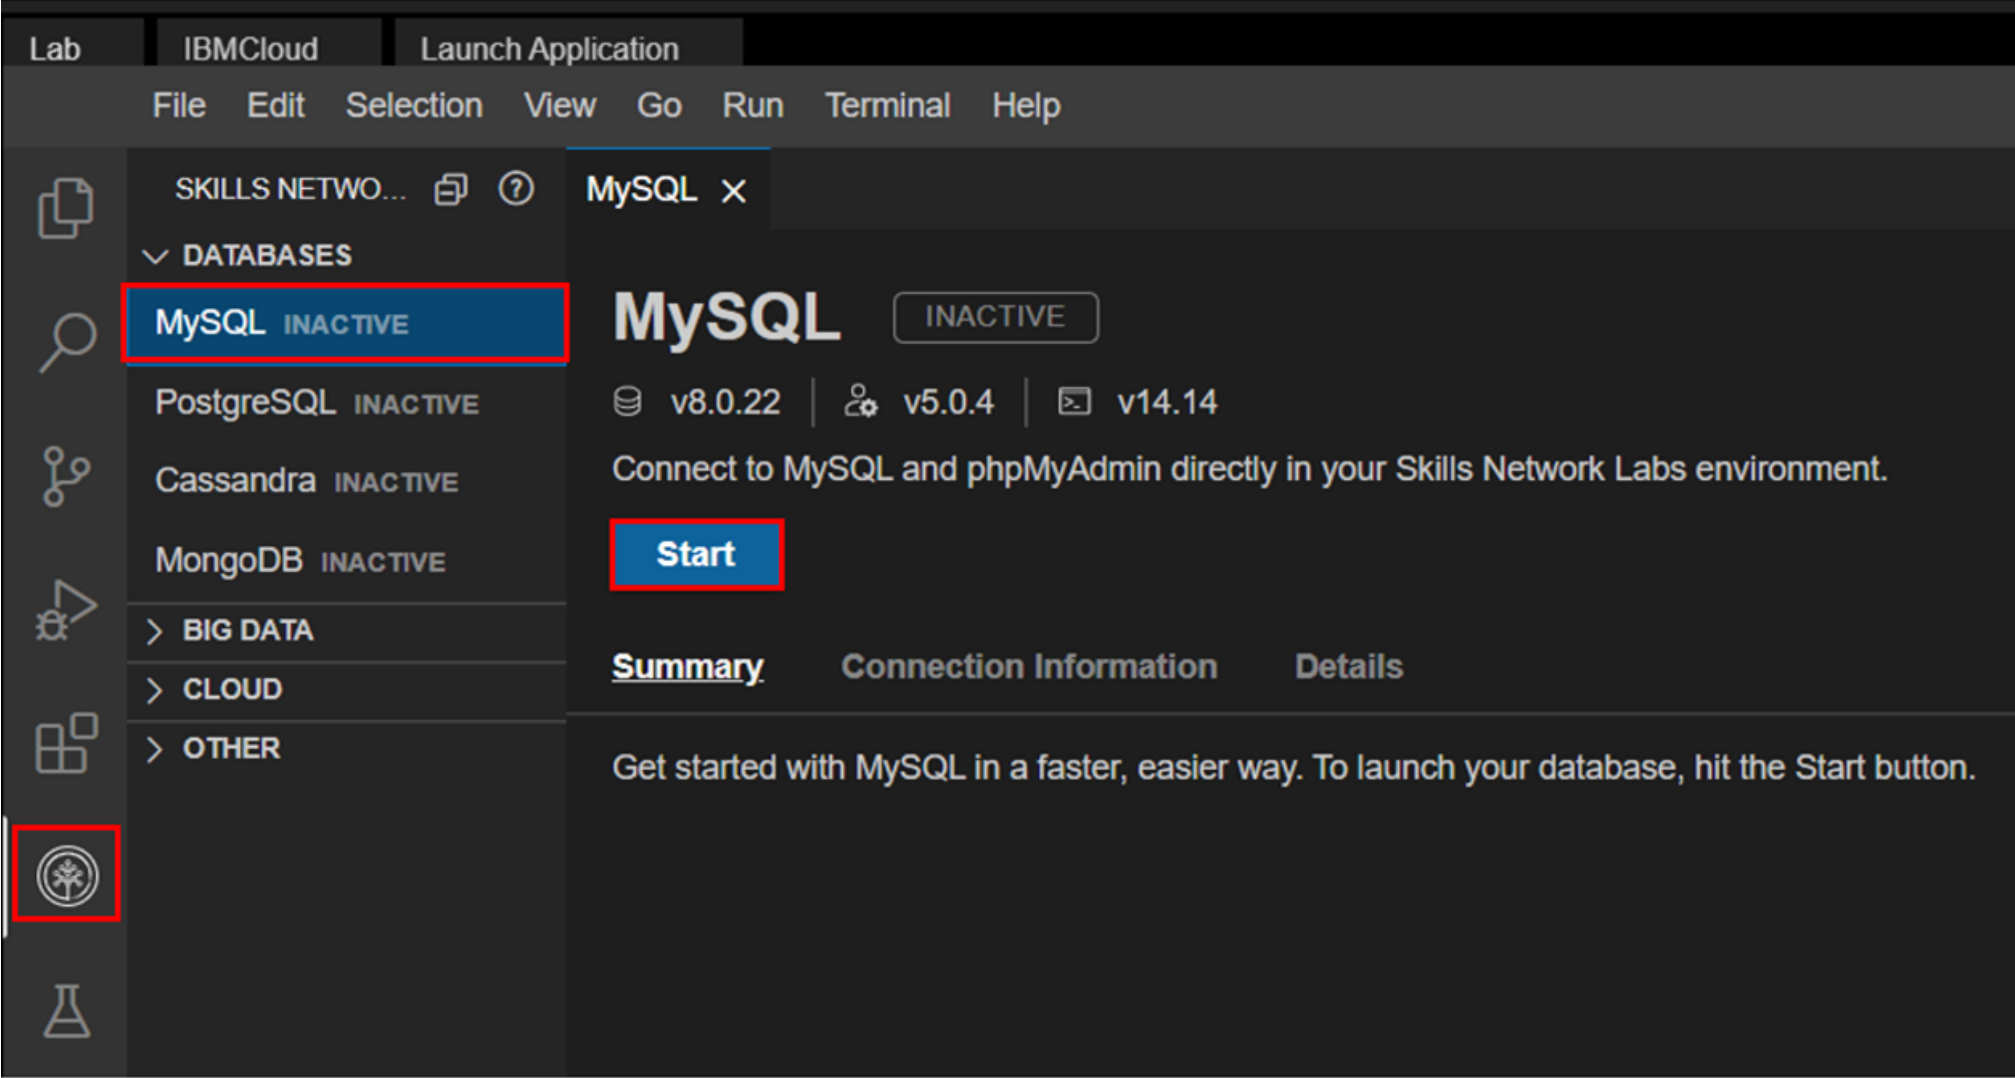 Lab IBMCloud Launch Application
File Edit Selection View Go Run Terminal Help
SKILLS NETWO...
DATABASES
MySQL INACTIVE
PostgreSQL INACTIVE
Cassandra INACTIVE
MongoDB INACTIVE
BIG DATA
CLOUD
OTHER
MySQL
MySQL INACTIVE
v8.0.22 v5.0.4 v14.14
Connect to MySQL and phpMyAdmin directly in your Skills Network Labs environment.
Start
Summary Connection Information Details
Get started with MySQL in a faster, easier way. To launch your database, hit the Start button.